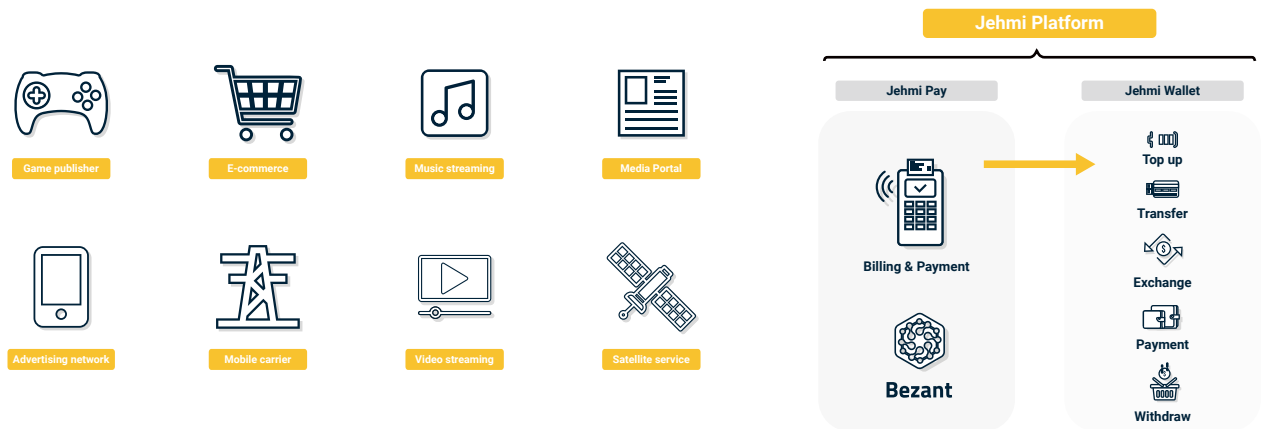 Jehmi Platform
Game publisher
E-commerce
Music streaming
Media Portal
Advertising network
Mobile carrier
Video streaming
Satellite service
Jehmi Pay
Billing & Payment
Bezant
Jehmi Wallet
Top up
Transfer
Exchange
Payment
Withdraw